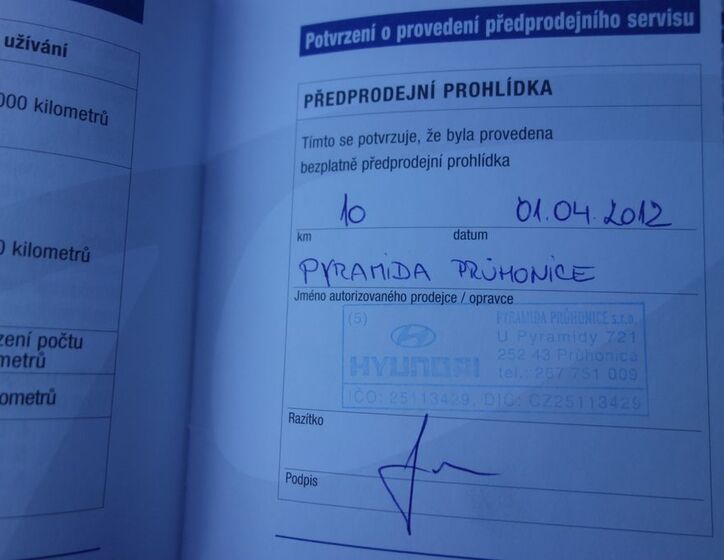 užívání
000 kilometrů
0 kilometrů
zení počtu
metrů
ometrů
Potvrzení o provedení předprodejního servisu
PŘEDPRODEJNÍ PROHLÍDKA
Tímto se potvrzuje, že byla provedena
bezplatně předprodejní prohlídka
10 01.04.2012
km datum
PYRAMIDA PRŮHONICE
Jméno autorizovaného prodejce / opravce
(5) PYRAMIDA PRŮHONICE s.r.o.
U Pyramidy 721
HYUNDAI 252 43 Průhonice
tel.: 267 751 009
IČO: 25113429, DIČ: CZ25113429
Razítko
Podpis